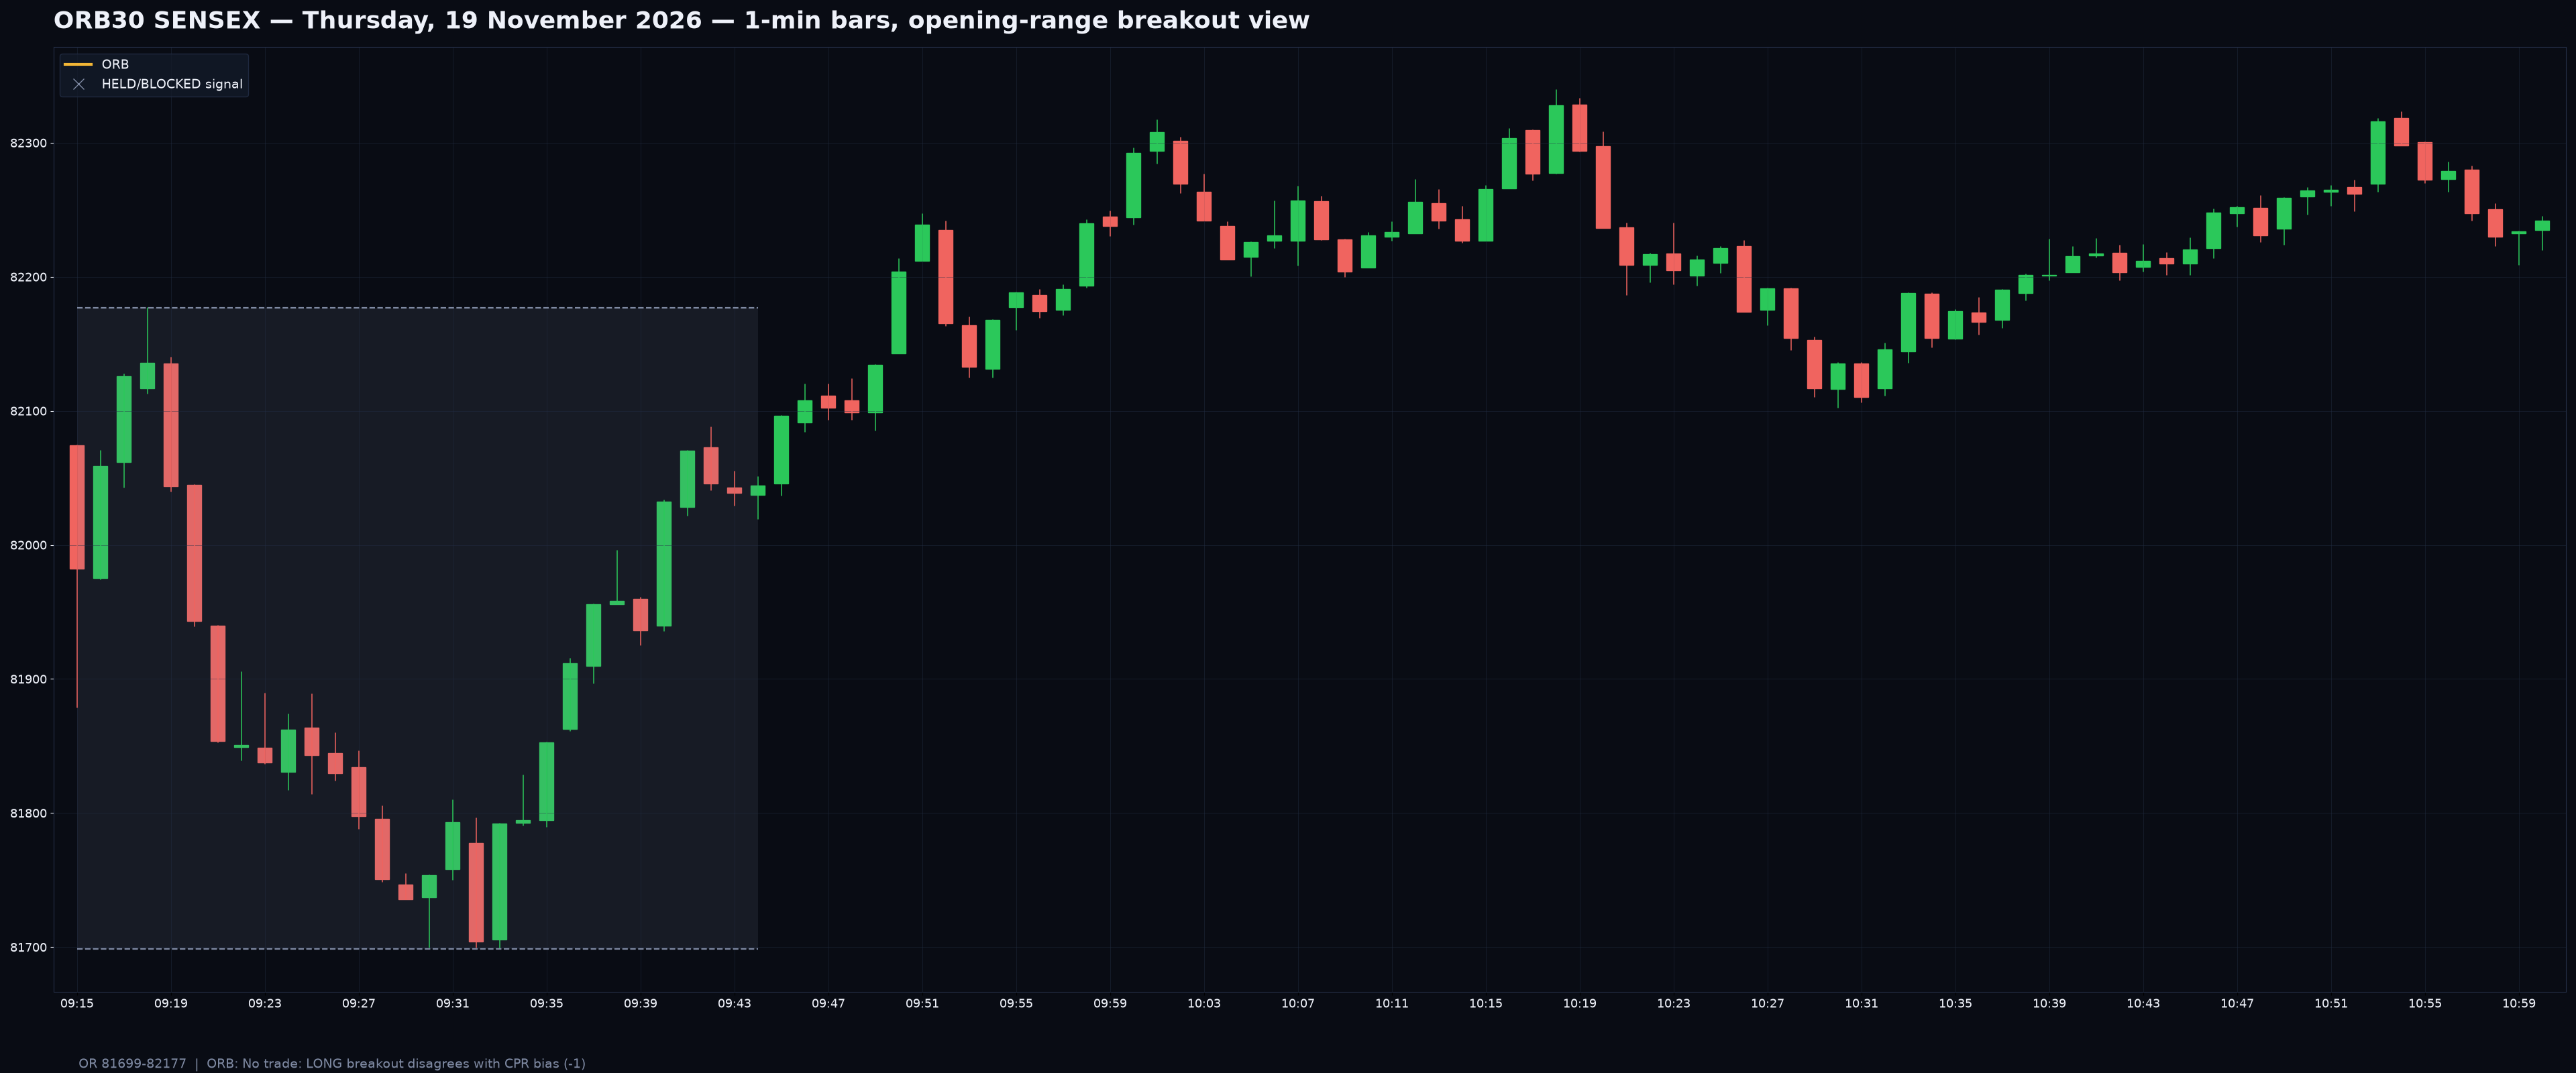 ORB30 SENSEX — Thursday, 19 November 2026 — 1-min bars, opening-range breakout view
ORB
HELD/BLOCKED signal
82300
82200
82100
82000
81900
81800
81700
09:15 09:19 09:23 09:27 09:31 09:35 09:39 09:43 09:47 09:51 09:55 09:59 10:03 10:07 10:11 10:15 10:19 10:23 10:27 10:31 10:35 10:39 10:43 10:47 10:51 10:55 10:59
OR 81699-82177 | ORB: No trade: LONG breakout disagrees with CPR bias (-1)